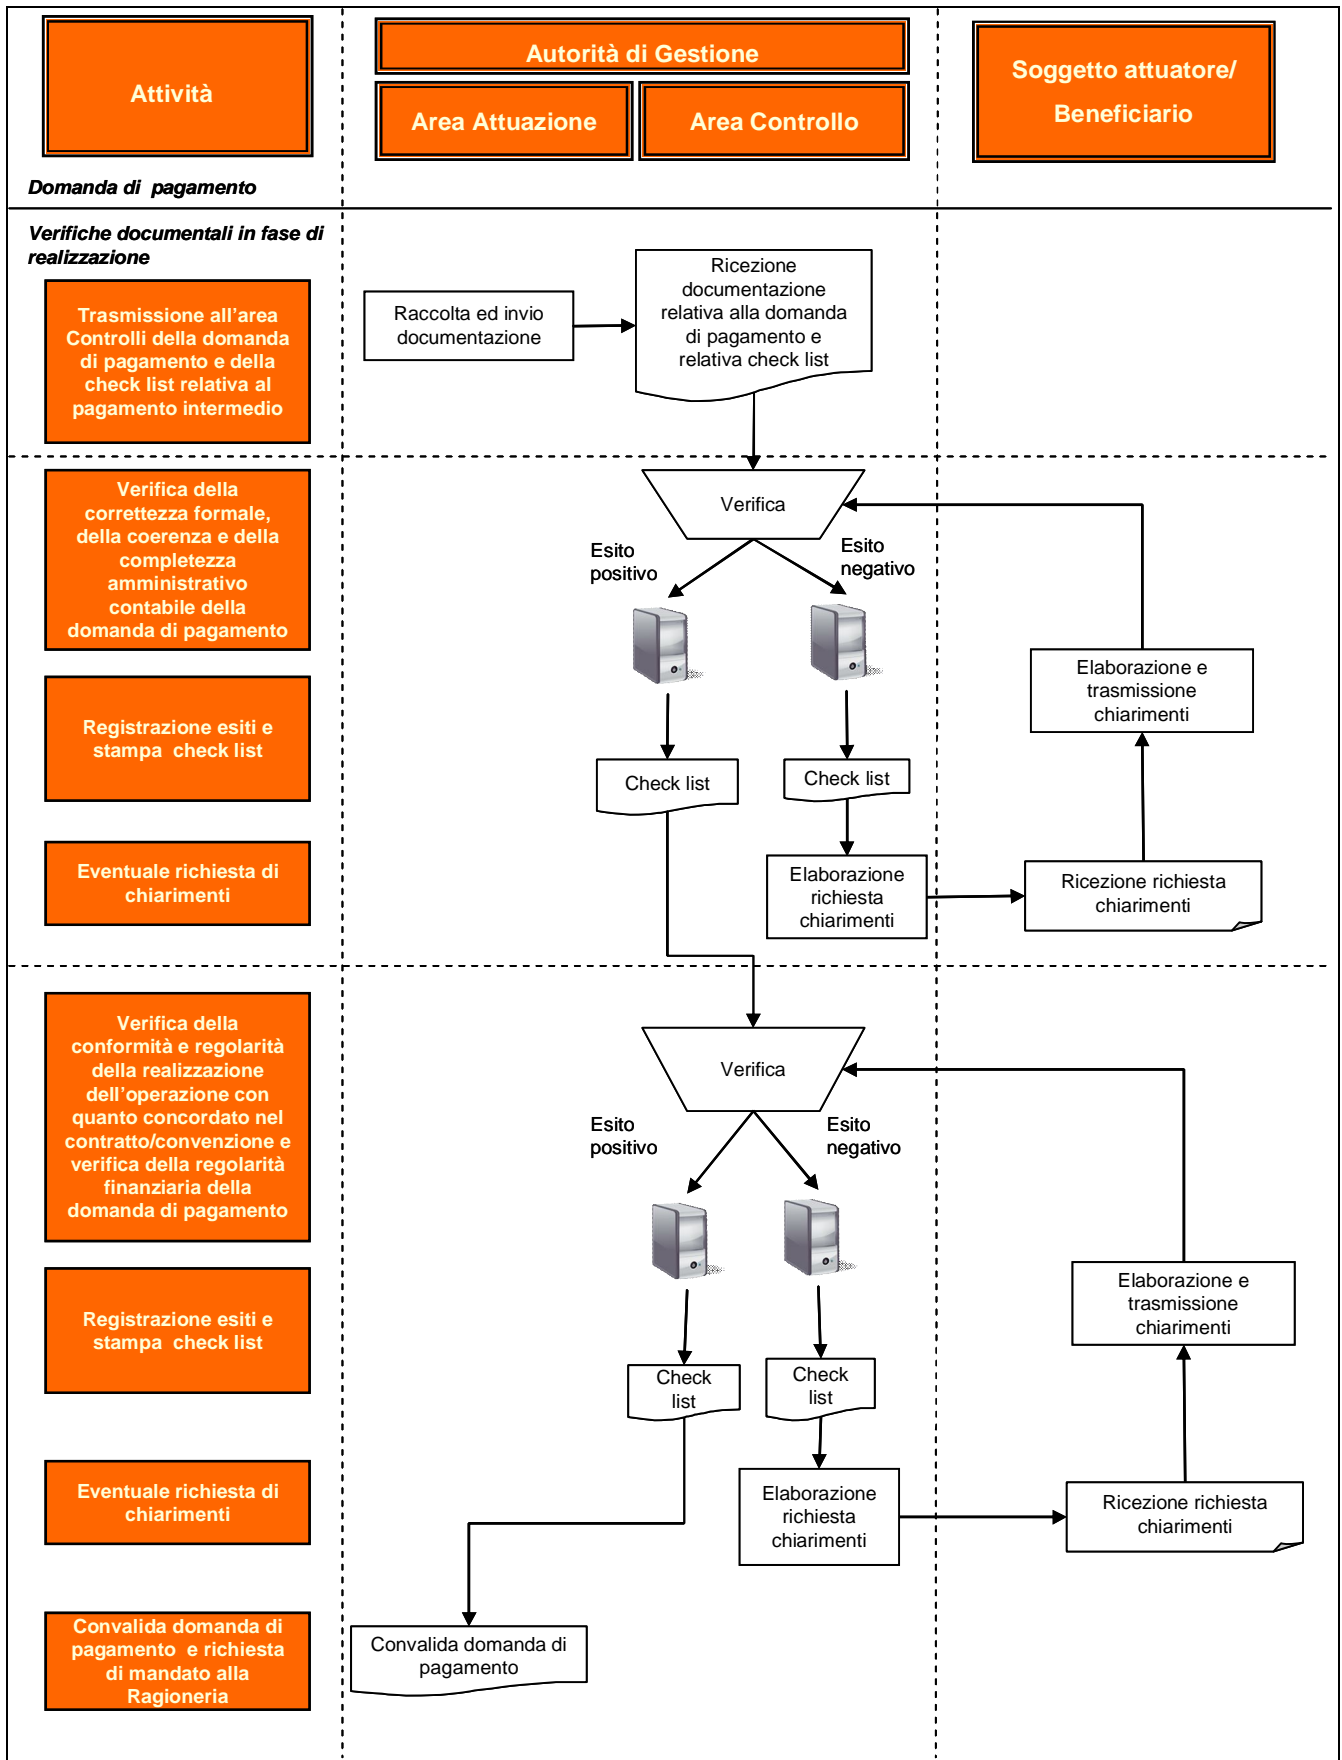 Attività
Autorità di Gestione
Area Attuazione
Area Controllo
Soggetto attuatore/
Beneficiario
Domanda di  pagamento
Verifiche documentali in fase di
realizzazione
Trasmissione all’area
Controlli della domanda
di pagamento e della
check list relativa al
pagamento intermedio
Raccolta ed invio
documentazione
Ricezione
documentazione
relativa alla domanda
di pagamento e
relativa check list
Verifica della
correttezza formale,
della coerenza e della
completezza
amministrativo
contabile della
domanda di pagamento
Verifica
Esito
positivo
Esito
negativo
Registrazione esiti e
stampa  check list
Check list
Check list
Elaborazione e
trasmissione
chiarimenti
Eventuale richiesta di
chiarimenti
Elaborazione
richiesta
chiarimenti
Ricezione richiesta
chiarimenti
Verifica della
conformità e regolarità
della realizzazione
dell’operazione con
quanto concordato nel
contratto/convenzione e
verifica della regolarità
finanziaria della
domanda di pagamento
Verifica
Esito
positivo
Esito
negativo
Registrazione esiti e
stampa  check list
Check
list
Check
list
Elaborazione e
trasmissione
chiarimenti
Eventuale richiesta di
chiarimenti
Elaborazione
richiesta
chiarimenti
Ricezione richiesta
chiarimenti
Convalida domanda di
pagamento  e richiesta
di mandato alla
Ragioneria
Convalida domanda di
pagamento